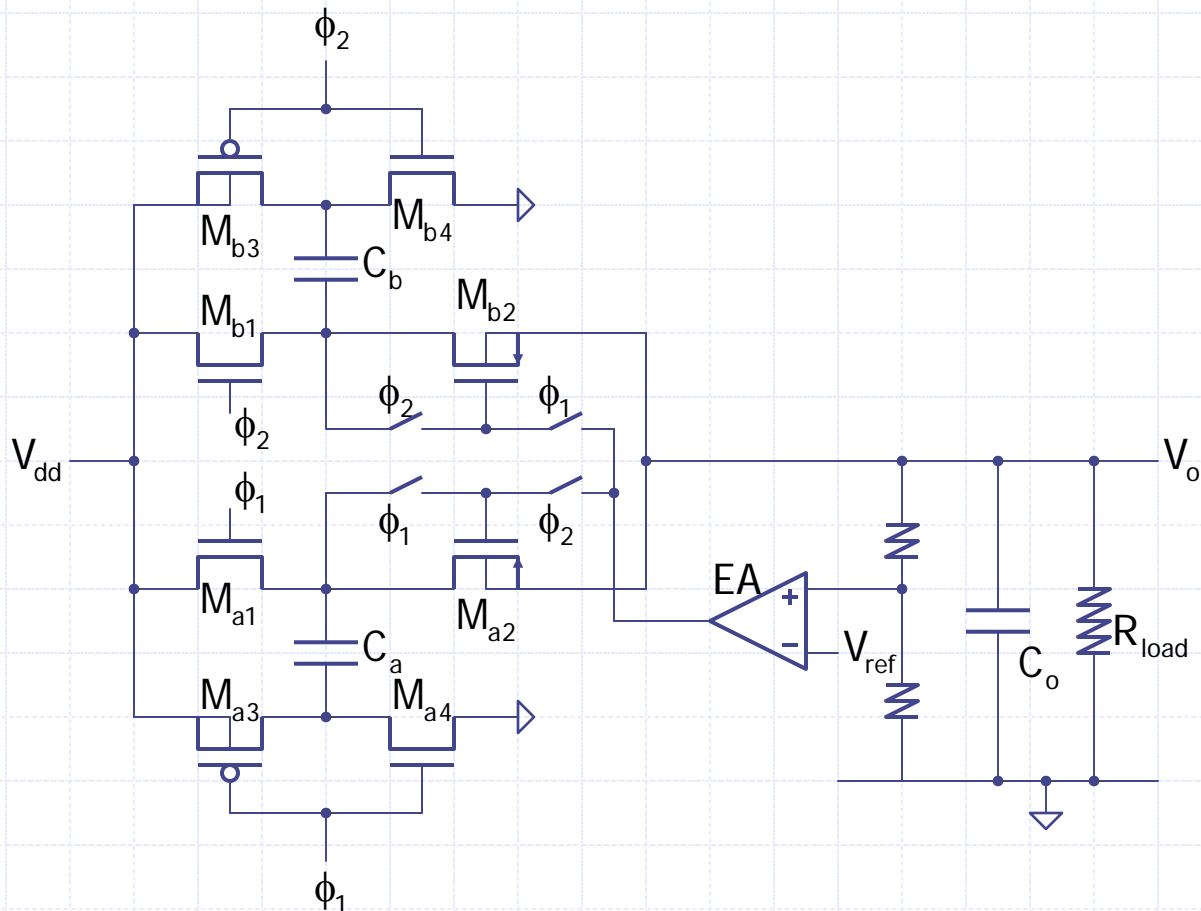 ϕ2
Mb3
Mb4
Cb
Mb1
Mb2
ϕ2
ϕ1
ϕ2
Vdd
Vo
ϕ1
ϕ1
ϕ2
Ma1
Ma2
EA
+
−
Vref
Ca
Co
Rload
Ma3
Ma4
ϕ1